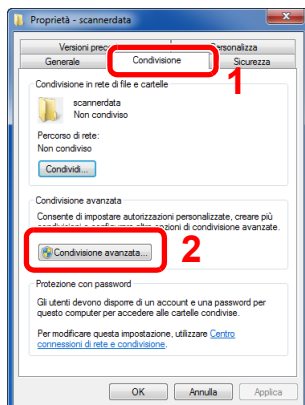 Proprietà - scannerdata
Versioni prec
Personalizza
Generale
Condivisione
Sicurezza
1
Condivisione in rete di file e cartelle
scannerdata
Non condiviso
Percorso di rete:
Non condiviso
Condividi...
Condivisione avanzata
Consente di impostare autorizzazioni personalizzate, creare più
opzioni di condivisione avanzate.
Condivisione avanzata...
2
Protezione con password
Gli utenti devono disporre di un account e una password per
questo computer per accedere alle cartelle condivise.
Per modificare questa impostazione, utilizzare Centro
connessioni di rete e condivisione.
OK Annulla Applica